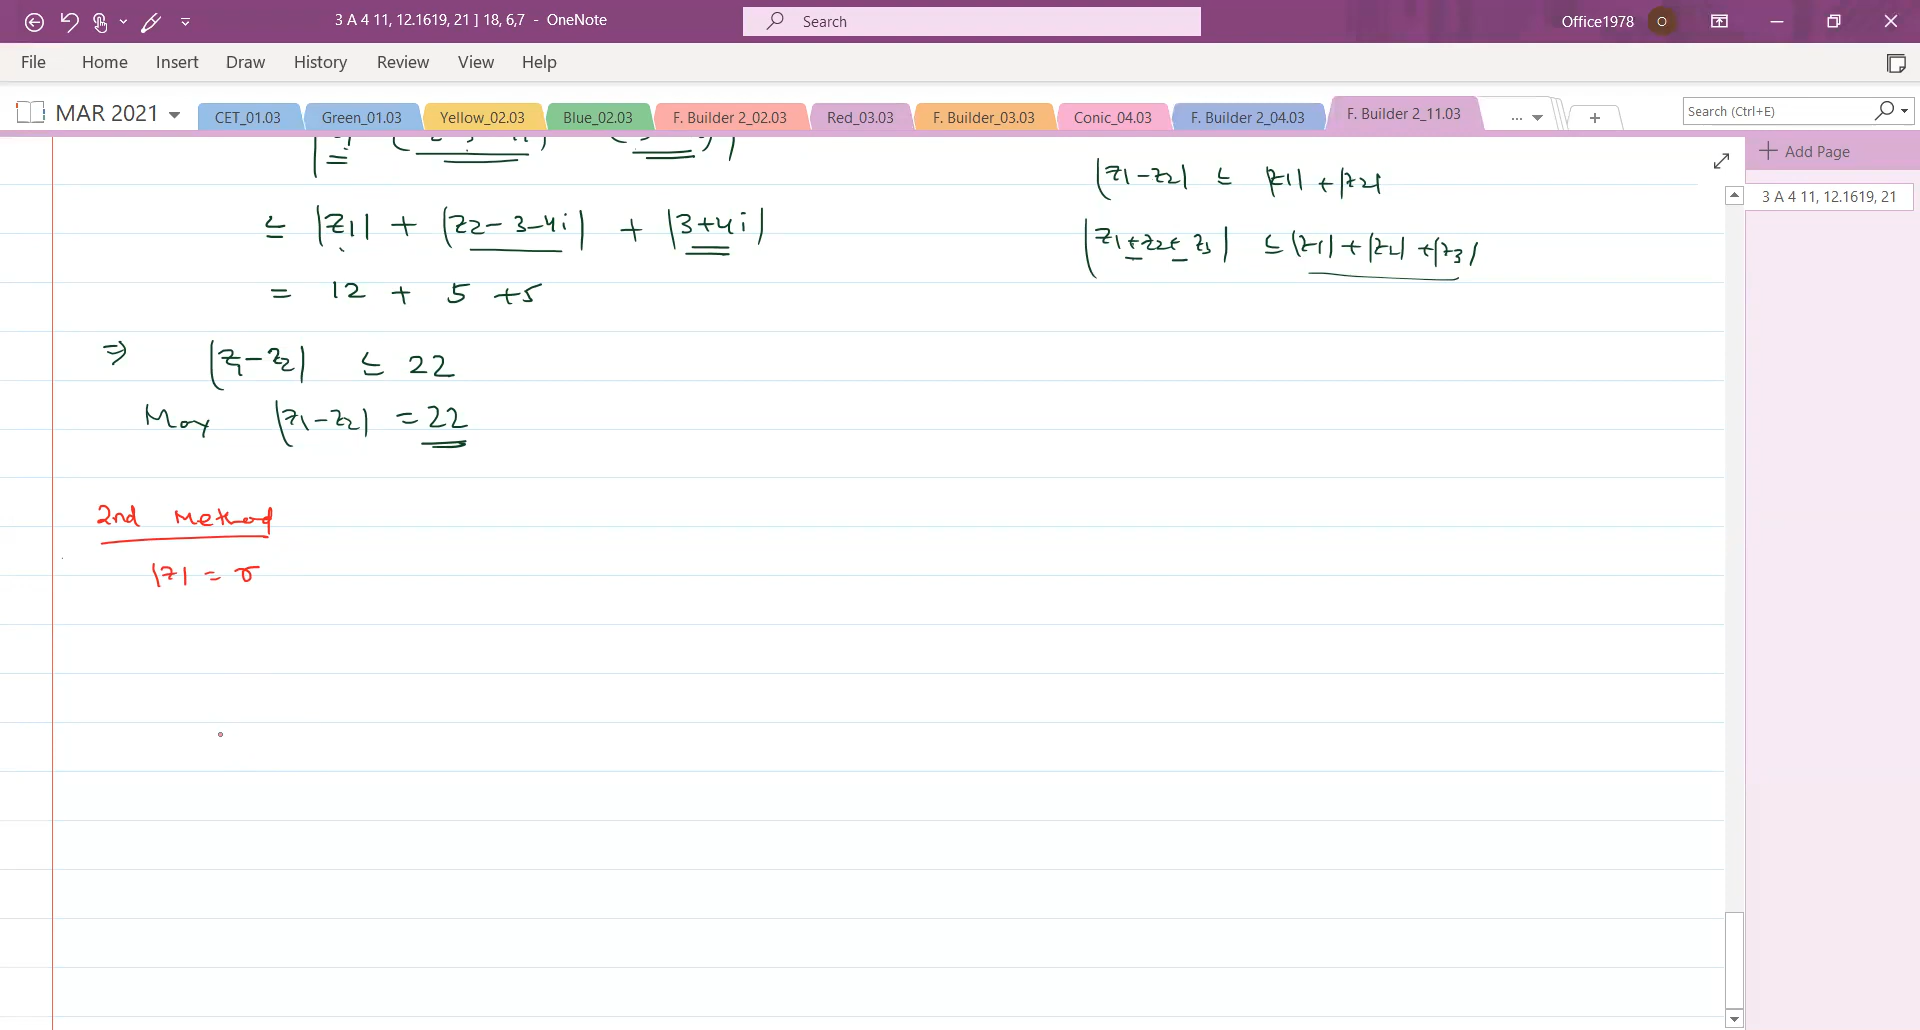 3 A 4 11, 12.1619, 21 ] 18, 6,7 - OneNote
Search
Office1978
O
File Home Insert Draw History Review View Help
MAR 2021
CET_01.03 Green_01.03 Yellow_02.03 Blue_02.03 F. Builder 2_02.03 Red_03.03 F. Builder_03.03 Conic_04.03 F. Builder 2_04.03 F. Builder 2_11.03 ... +
Search (Ctrl+E)
Add Page
3 A 4 11, 12.1619, 21
|z1 - z2| ≤ |z1| + |z2|
≤ |z1| + |z2 - 3 - 4i| + |3+4i|
|z1 + z2 + z3| ≤ |z1| + |z2| + |z3|
= 12 + 5 + 5
⇒ |z1 - z2| ≤ 22
Max |z1 - z2| = 22
2nd Method
|z| = r